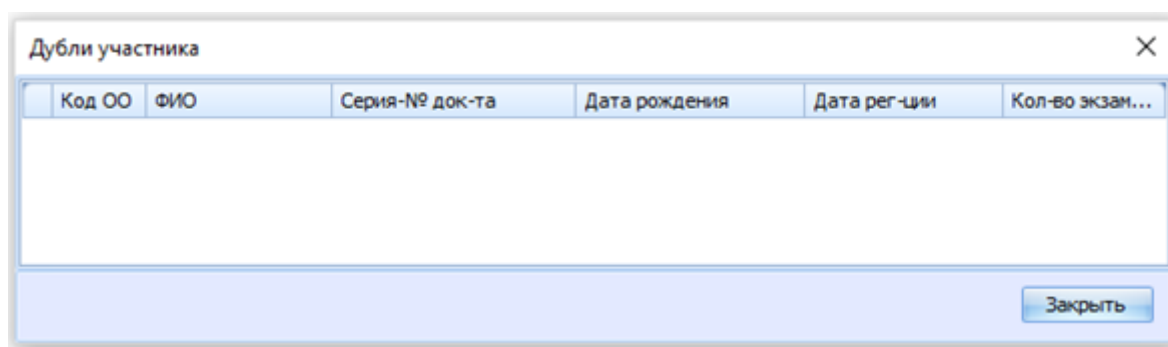 Дубли участника
Код ОО ФИО Серия-№ док-та Дата рождения Дата рег-ции Кол-во экзам...
Закрыть